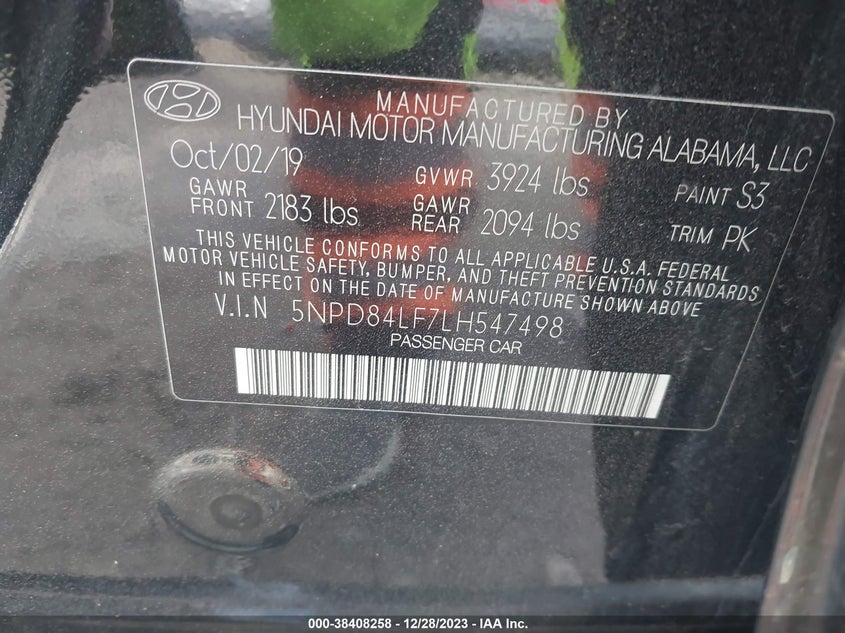 MANUFACTURED BY
HYUNDAI MOTOR MANUFACTURING ALABAMA, LLC
Oct/02/19 GVWR 3924 lbs PAINT S3
GAWR FRONT 2183 lbs GAWR REAR 2094 lbs TRIM PK
THIS VEHICLE CONFORMS TO ALL APPLICABLE U.S.A. FEDERAL
MOTOR VEHICLE SAFETY, BUMPER, AND THEFT PREVENTION STANDARDS
IN EFFECT ON THE DATE OF MANUFACTURE SHOWN ABOVE
V.I.N 5NPD84LF7LH547498
PASSENGER CAR
000-38408258 - 12/28/2023 - IAA Inc.